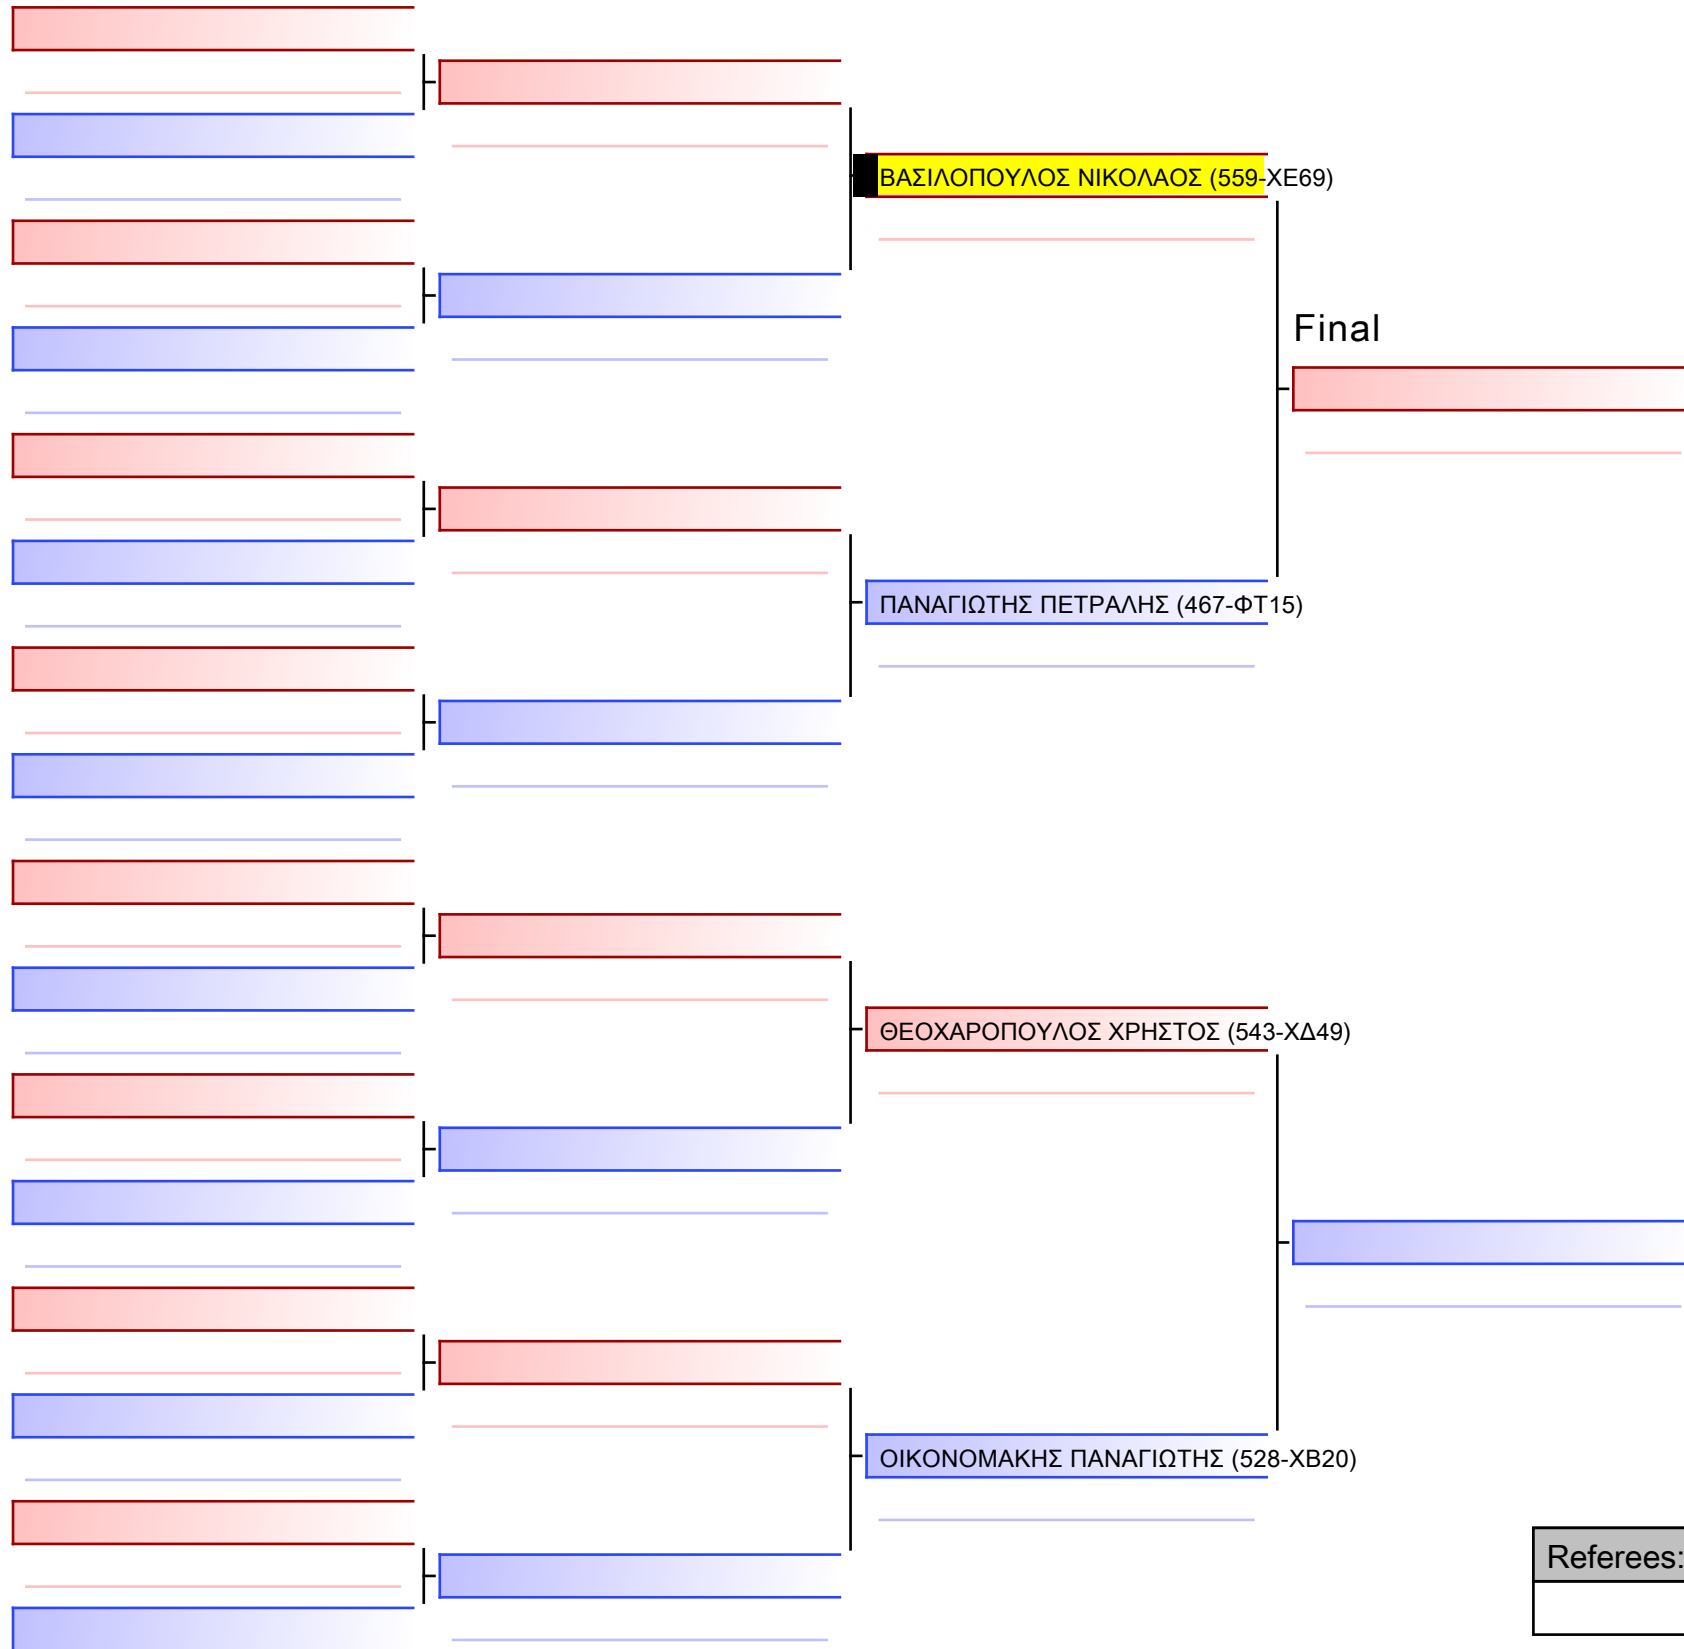 ΒΑΣΙΛΟΠΟΥΛΟΣ ΝΙΚΟΛΑΟΣ (559-ΧΕ69)
Final
ΠΑΝΑΓΙΩΤΗΣ ΠΕΤΡΑΛΗΣ (467-ΦΤ15)
ΘΕΟΧΑΡΟΠΟΥΛΟΣ ΧΡΗΣΤΟΣ (543-ΧΔ49)
ΟΙΚΟΝΟΜΑΚΗΣ ΠΑΝΑΓΙΩΤΗΣ (528-ΧΒ20)
Referees: